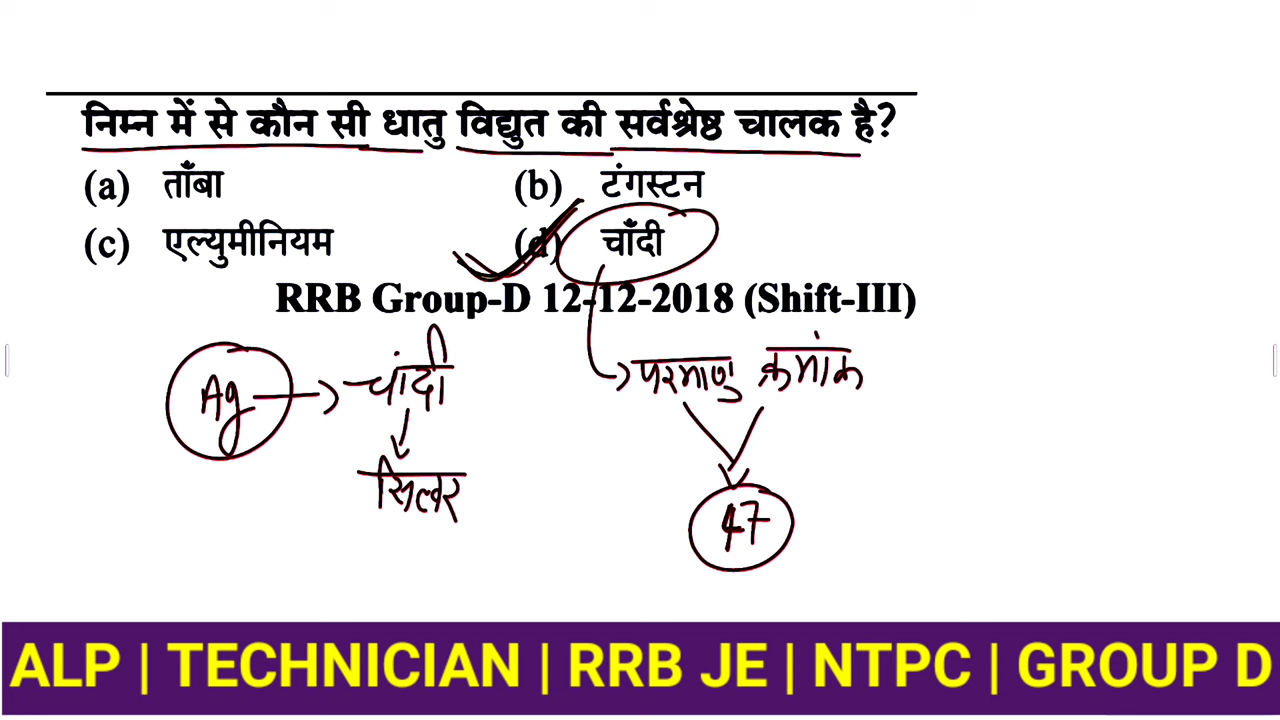 निम्न में से कौन सी धातु विद्युत की सर्वश्रेष्ठ चालक है?
(a) ताँबा (b) टंगस्टन
(c) एल्युमीनियम (d) चाँदी
RRB Group-D 12-12-2018 (Shift-III)
Ag → चांदी परमाणु क्रमांक
सिल्वर 47
ALP | TECHNICIAN | RRB JE | NTPC | GROUP D